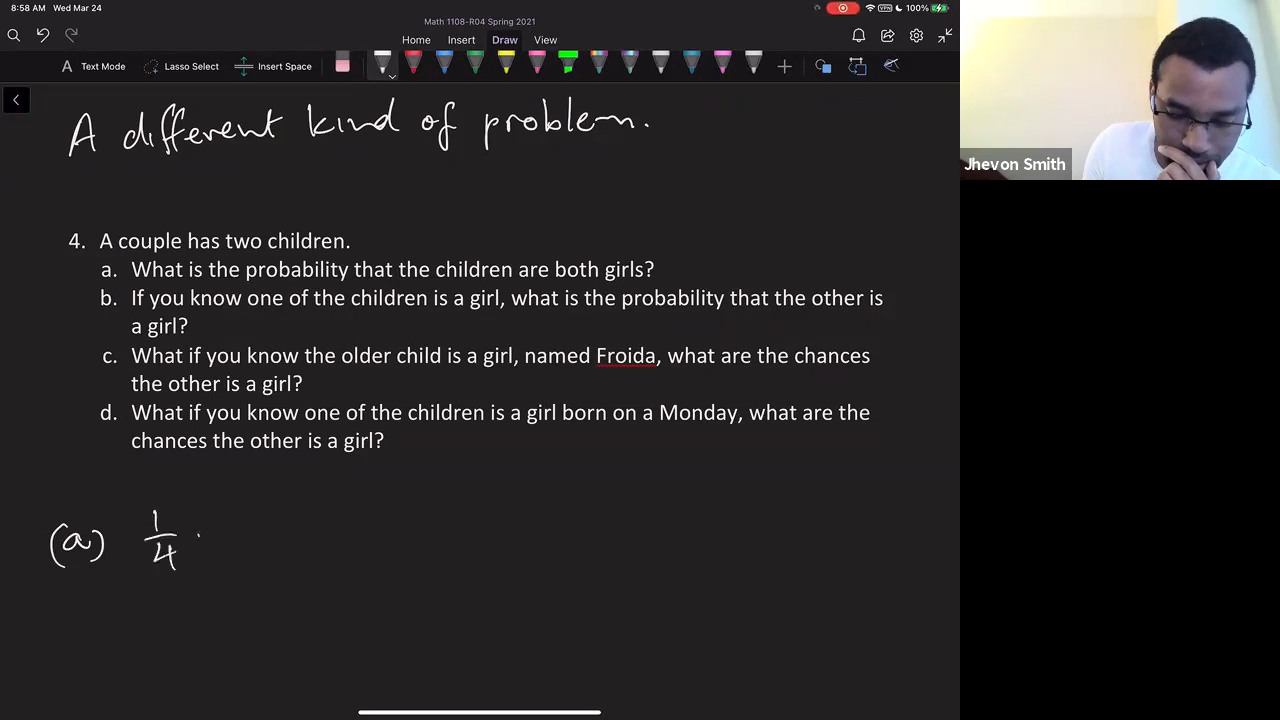 8:58 AM Wed Mar 24
100%
VPN
Math 1108-R04 Spring 2021
Home Insert Draw View
A Text Mode Lasso Select Insert Space
A different kind of problem.
Jhevon Smith
4. A couple has two children.
a. What is the probability that the children are both girls?
b. If you know one of the children is a girl, what is the probability that the other is
a girl?
c. What if you know the older child is a girl, named Froida, what are the chances
the other is a girl?
d. What if you know one of the children is a girl born on a Monday, what are the
chances the other is a girl?
(a) 1/4 .